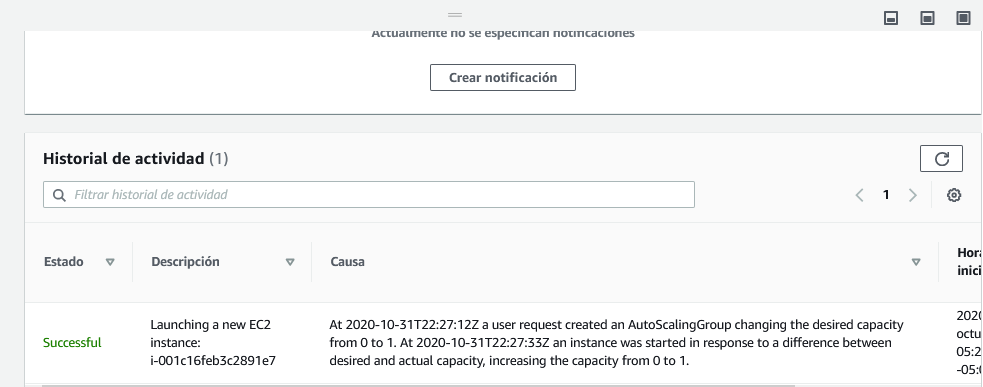 Actualmente no se especifican notificaciones
Crear notificación
Historial de actividad (1)
Filtrar historial de actividad
1
Estado
Descripción
Causa
Hora
inici
Successful
Launching a new EC2
instance:
i-001c16feb3c2891e7
At 2020-10-31T22:27:12Z a user request created an AutoScalingGroup changing the desired capacity
from 0 to 1. At 2020-10-31T22:27:33Z an instance was started in response to a difference between
desired and actual capacity, increasing the capacity from 0 to 1.
2020
octu
05:2
-05:0